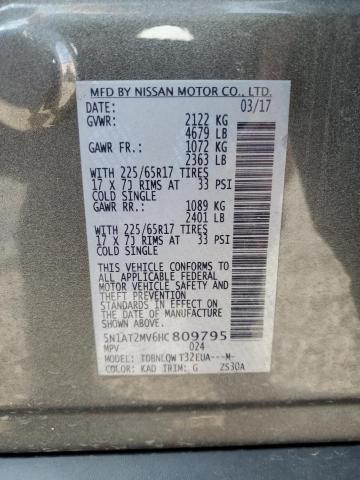 MFD BY NISSAN MOTOR CO., LTD.
DATE: 03/17
GVWR: 2122 KG
4679 LB
GAWR FR.: 1072 KG
2363 LB
WITH 225/65R17 TIRES
17 X 7J RIMS AT 33 PSI
COLD SINGLE
GAWR RR.: 1089 KG
2401 LB
WITH 225/65R17 TIRES
17 X 7J RIMS AT 33 PSI
COLD SINGLE
THIS VEHICLE CONFORMS TO
ALL APPLICABLE FEDERAL
MOTOR VEHICLE SAFETY AND
THEFT PREVENTION
STANDARDS IN EFFECT ON
THE DATE OF MANUFACTURE
SHOWN ABOVE.
5N1AT2MV6HC809795
MPV 024
MODEL: TDBNLQW T32EUA---M-
COLOR: KAD TRIM: G ZS30A